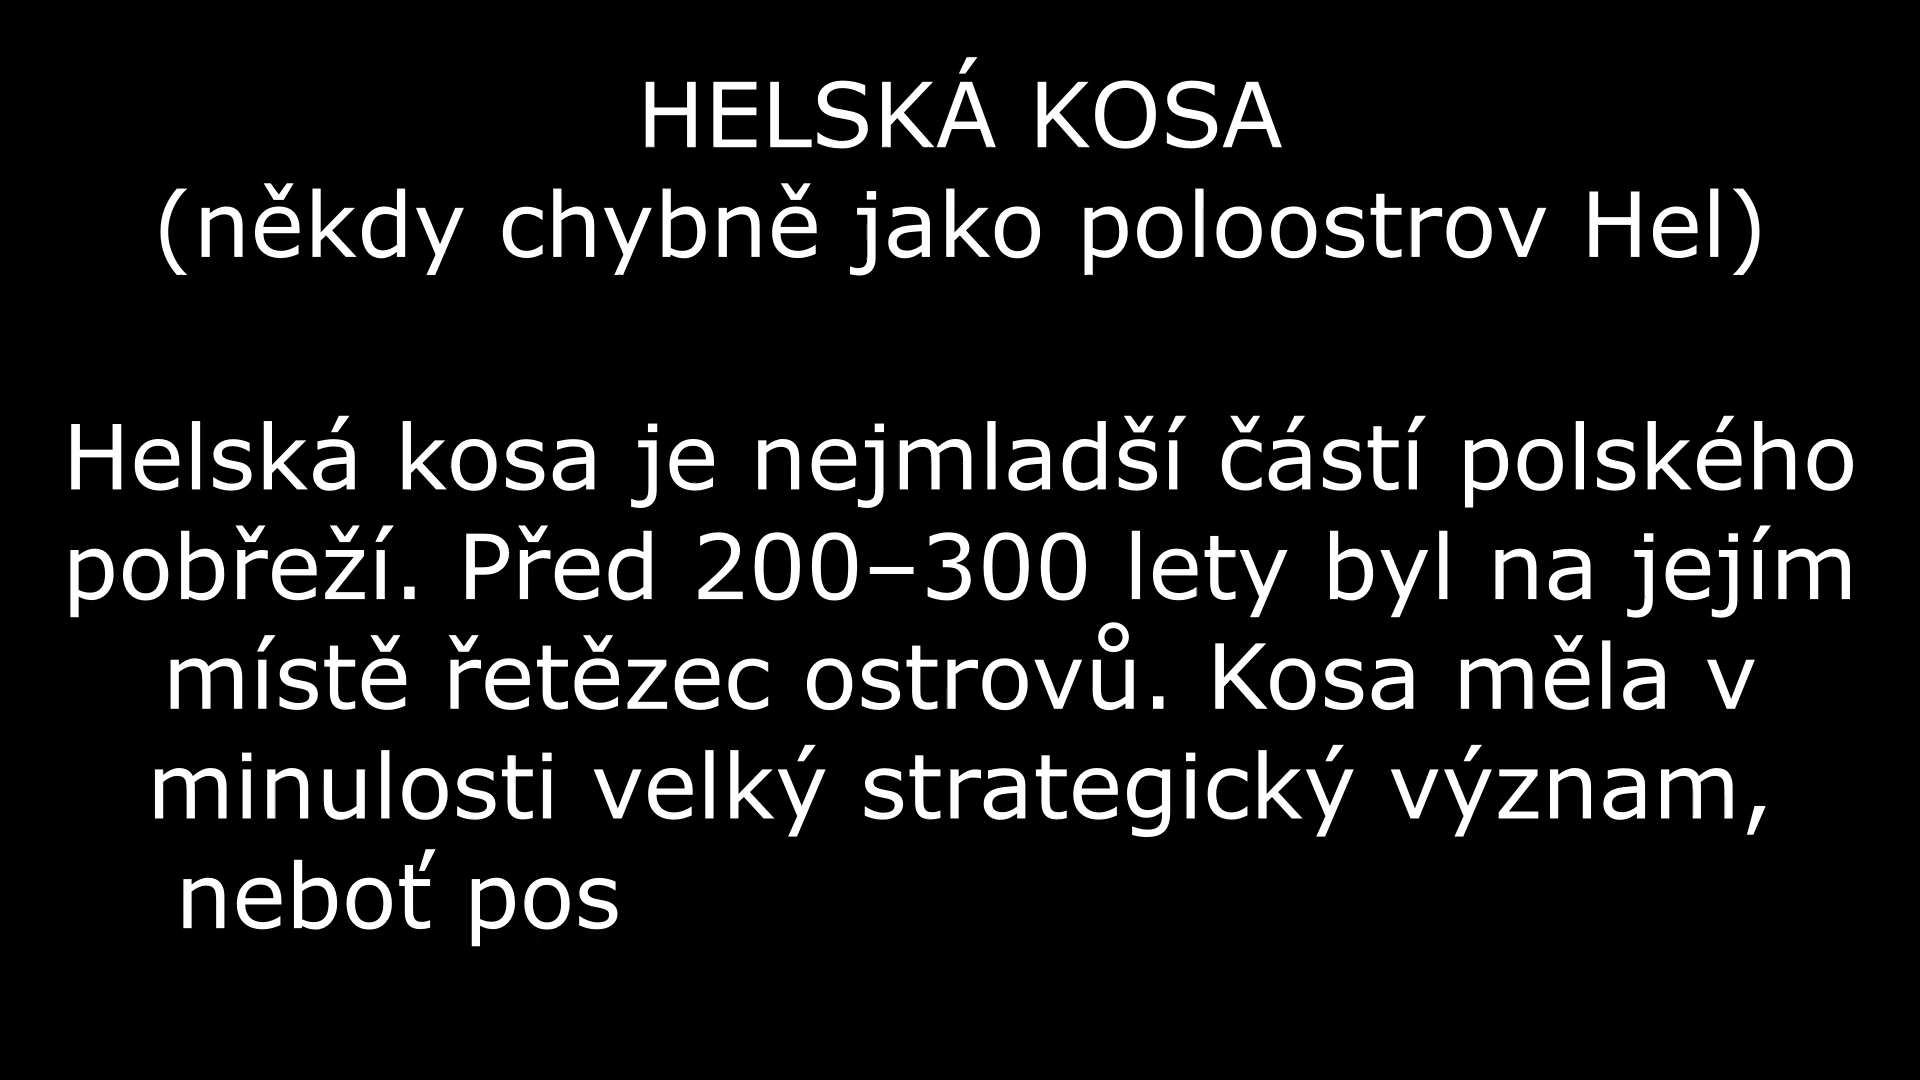 HELSKÁ KOSA
(někdy chybně jako poloostrov Hel)
Helská kosa je nejmladší částí polského
pobřeží. Před 200–300 lety byl na jejím
místě řetězec ostrovů. Kosa měla v
minulosti velký strategický význam,
neboť pos